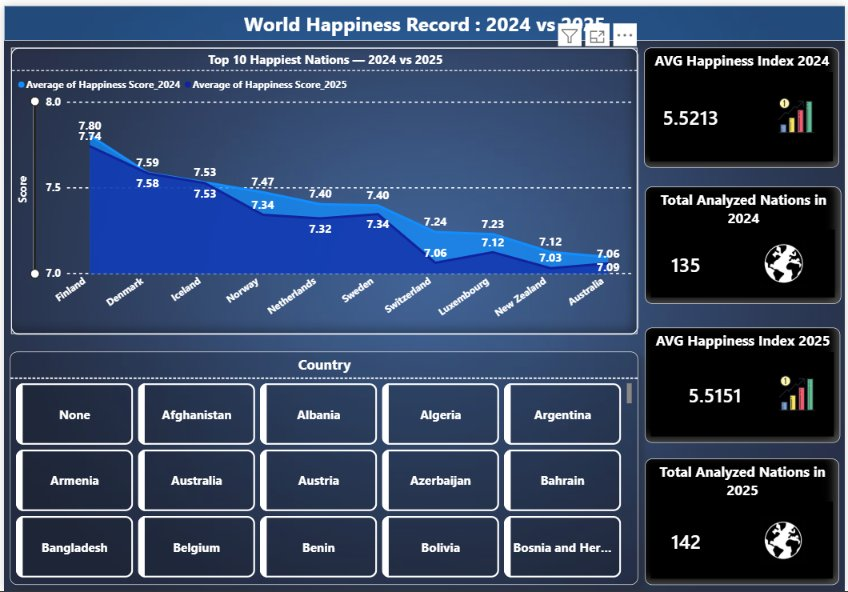 World Happiness Record : 2024 vs 2025
Top 10 Happiest Nations — 2024 vs 2025
Average of Happiness Score_2024 Average of Happiness Score_2025
8.0
7.5
7.0
Score
7.80
7.74
7.59
7.58
7.53
7.53
7.47
7.34
7.40
7.32
7.40
7.34
7.24
7.06
7.23
7.12
7.12
7.03
7.06
7.09
Finland
Denmark
Iceland
Norway
Netherlands
Sweden
Switzerland
Luxembourg
New Zealand
Australia
Country
None Afghanistan Albania Algeria Argentina
Armenia Australia Austria Azerbaijan Bahrain
Bangladesh Belgium Benin Bolivia Bosnia and Her...
AVG Happiness Index 2024
5.5213
Total Analyzed Nations in
2024
135
AVG Happiness Index 2025
5.5151
Total Analyzed Nations in
2025
142